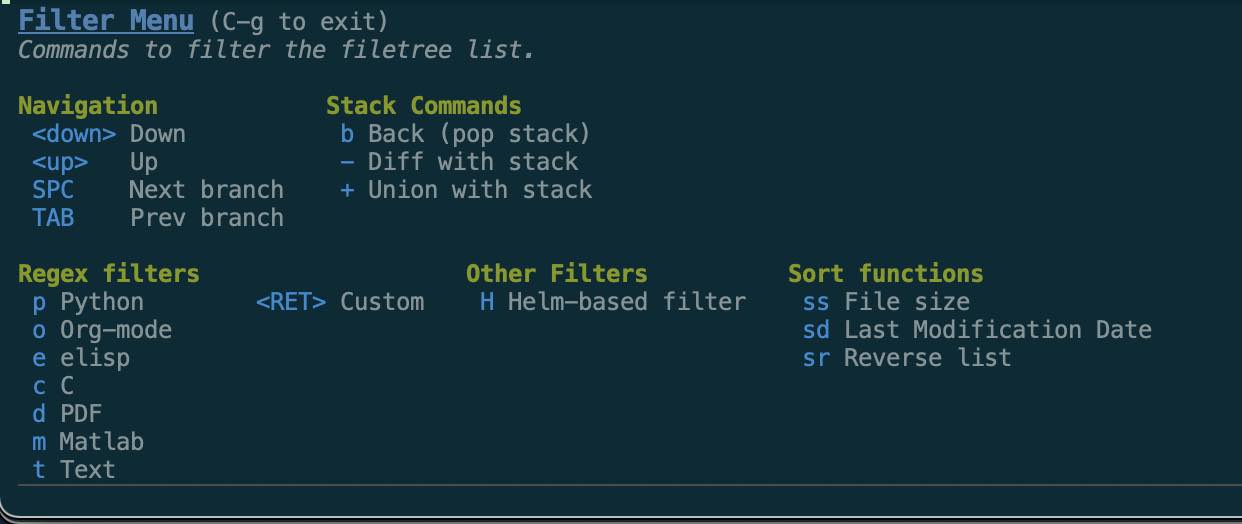 Filter Menu (C-g to exit)
Commands to filter the filetree list.
Navigation Stack Commands
<down> Down b Back (pop stack)
<up> Up - Diff with stack
SPC Next branch + Union with stack
TAB Prev branch
Regex filters Other Filters Sort functions
p Python <RET> Custom H Helm-based filter ss File size
o Org-mode sd Last Modification Date
e elisp sr Reverse list
c C
d PDF
m Matlab
t Text